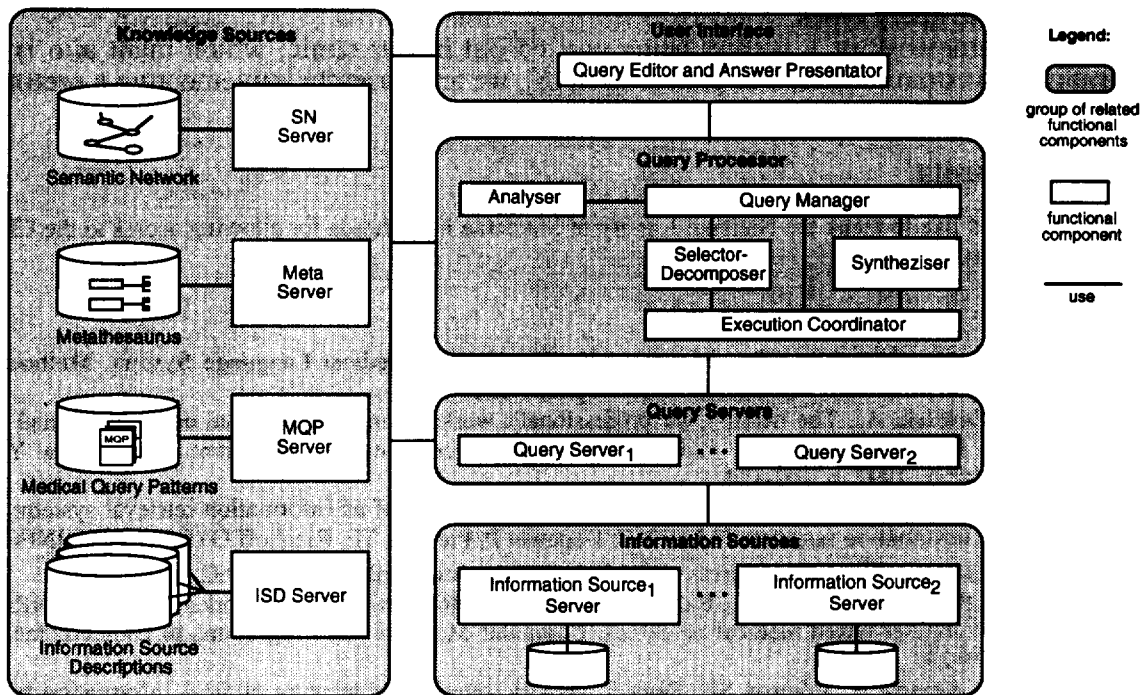 Knowledge Sources
SN
Server
Semantic Network
Meta
Server
Metathesaurus
MQP
MQP
Server
Medical Query Patterns
ISD Server
Information Source
Descriptions
User Interface
Query Editor and Answer Presentator
Query Processor
Analyser
Query Manager
Selector-
Decomposer
Syntheziser
Execution Coordinator
Query Servers
Query Server1
...
Query Server2
Information Sources
Information Source1
Server
...
Information Source2
Server
Legend:
group of related
functional
components
functional
component
use